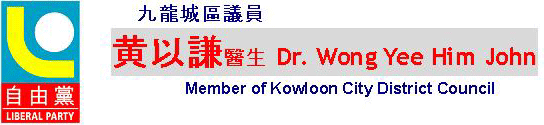 九龍城區議員
黃以謙醫生 Dr. Wong Yee Him John
Member of Kowloon City District Council
自由黨
LIBERAL PARTY